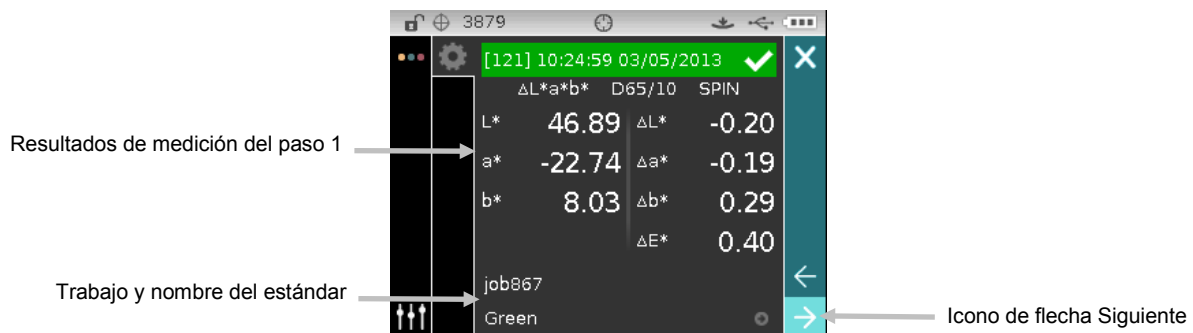 3879
[121] 10:24:59 03/05/2013
ΔL*a*b* D65/10 SPIN
L* 46.89 ΔL* -0.20
Resultados de medición del paso 1
a* -22.74 Δa* -0.19
b* 8.03 Δb* 0.29
ΔE* 0.40
job867
Trabajo y nombre del estándar
Green
Icono de flecha Siguiente